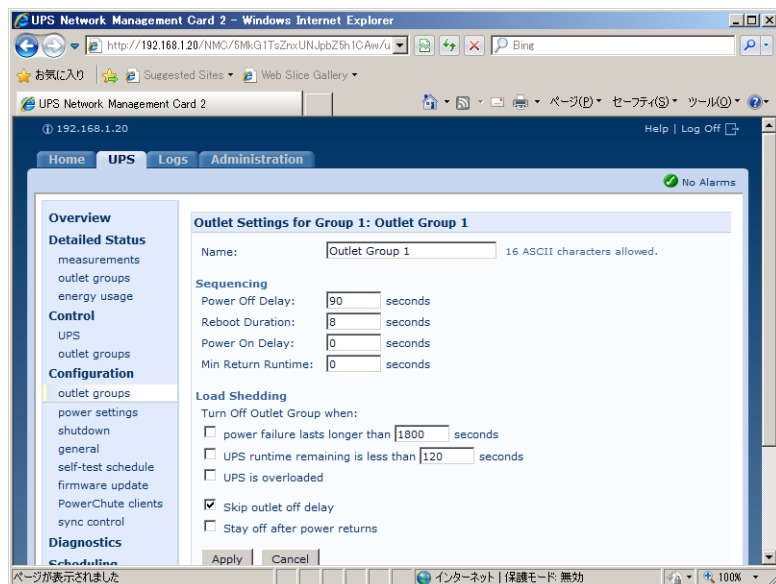 UPS Network Management Card 2 - Windows Internet Explorer
http://192.168.1.20/NMC/5MkG1TsZnxUNJpbZ5h1CAw/u
Bing
お気に入り Suggested Sites Web Slice Gallery
UPS Network Management Card 2
ページ(P) セーフティ(S) ツール(O)
192.168.1.20
Help | Log Off
Home UPS Logs Administration
No Alarms
Overview
Detailed Status
measurements
outlet groups
energy usage
Control
UPS
outlet groups
Configuration
outlet groups
power settings
shutdown
general
self-test schedule
firmware update
PowerChute clients
sync control
Diagnostics
Scheduling
Outlet Settings for Group 1: Outlet Group 1
Name: Outlet Group 1 16 ASCII characters allowed.
Sequencing
Power Off Delay: 90 seconds
Reboot Duration: 8 seconds
Power On Delay: 0 seconds
Min Return Runtime: 0 seconds
Load Shedding
Turn Off Outlet Group when:
power failure lasts longer than 1800 seconds
UPS runtime remaining is less than 120 seconds
UPS is overloaded
Skip outlet off delay
Stay off after power returns
Apply Cancel
ページが表示されました
インターネット | 保護モード: 無効
100%